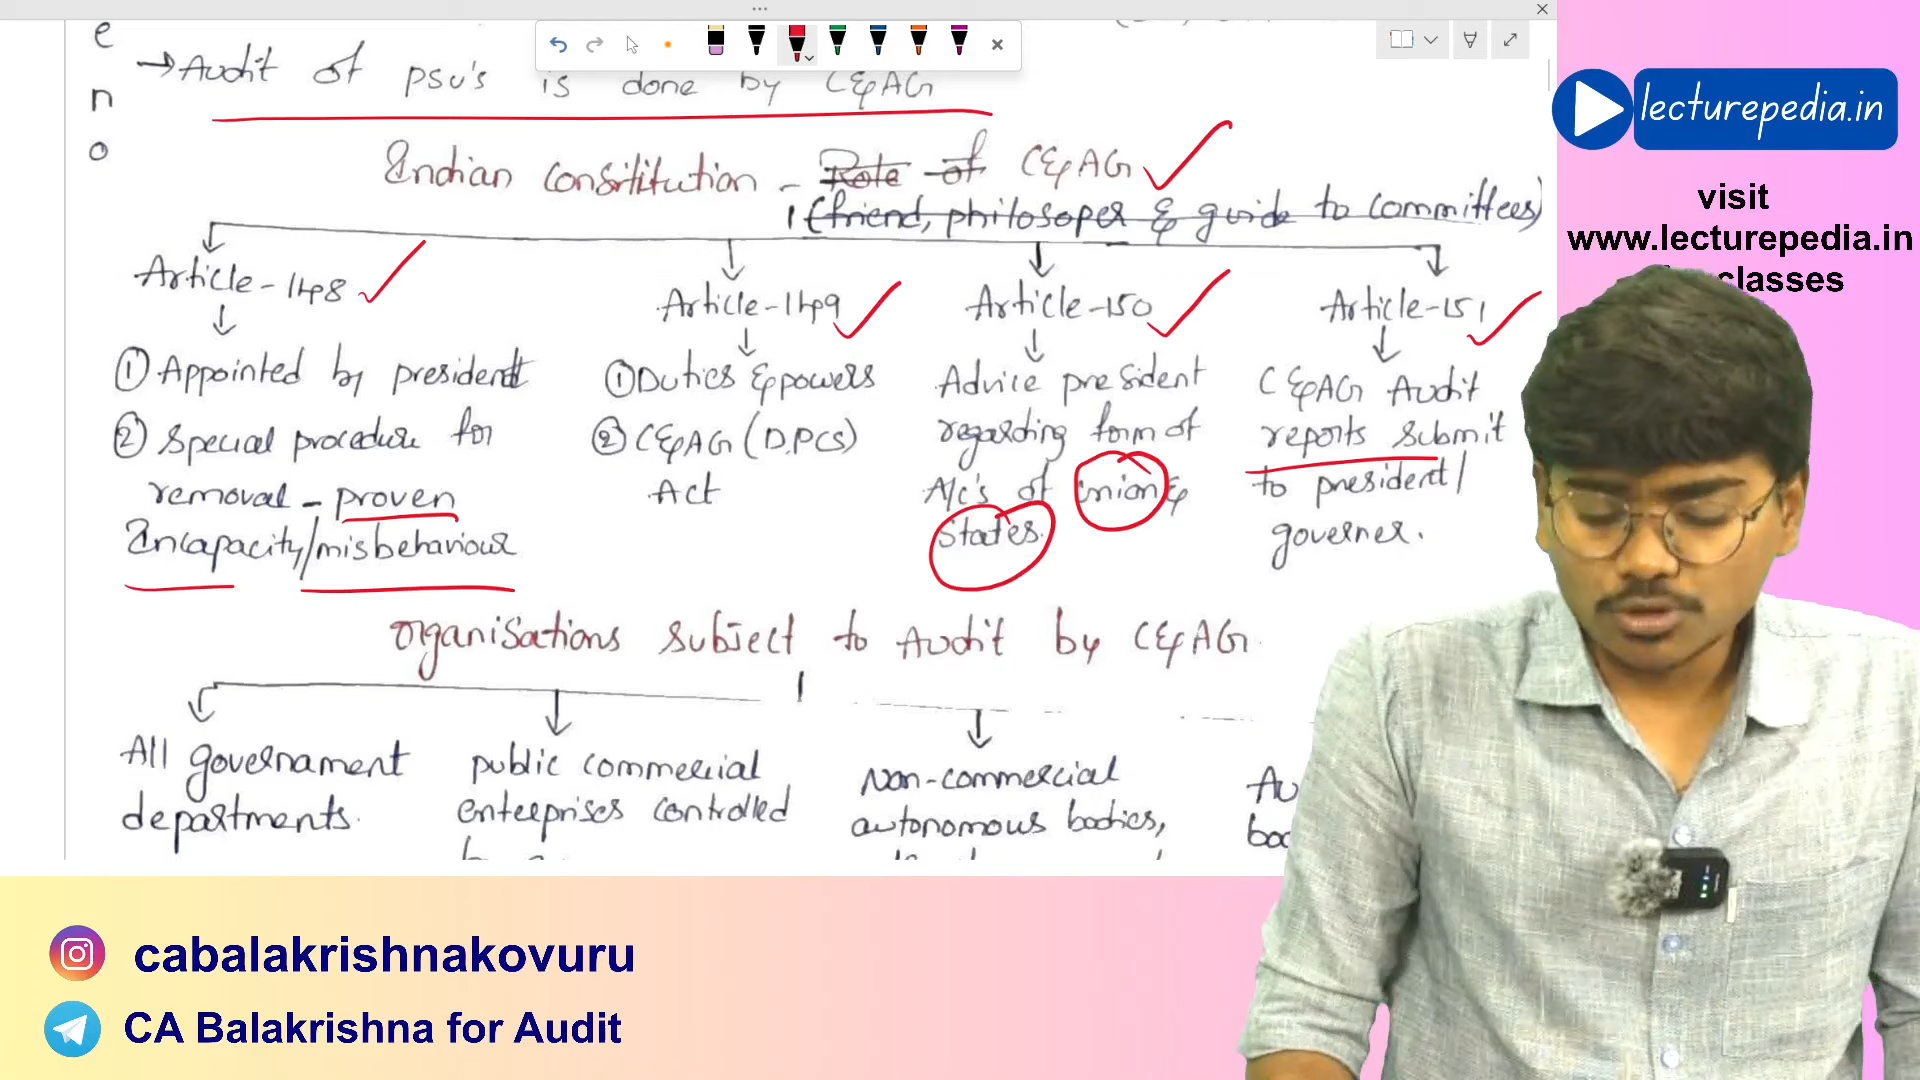 e
→ Audit of psu's is done by C&AG
n
o
Indian consititution - Role of C&AG
(friend, philosoper & guide to committees)
Article-148
Article-149
Article-150
Article-151
① Appointed by president
② Special procedure for
removal - proven
Incapacity/misbehaviour
① Duties & powers
② C&AG (D.P.C.S)
Act
Advice president
regarding form of
A/c's of union &
states.
C&AG Audit
reports submit
to president/
governer.
organisations subject to Audit by C&AG.
All governament
departments.
public commercial
enterprises controlled
Non-commercial
autonomous bodies,
lecturepedia.in
visit
www.lecturepedia.in
classes
cabalakrishnakovuru
CA Balakrishna for Audit